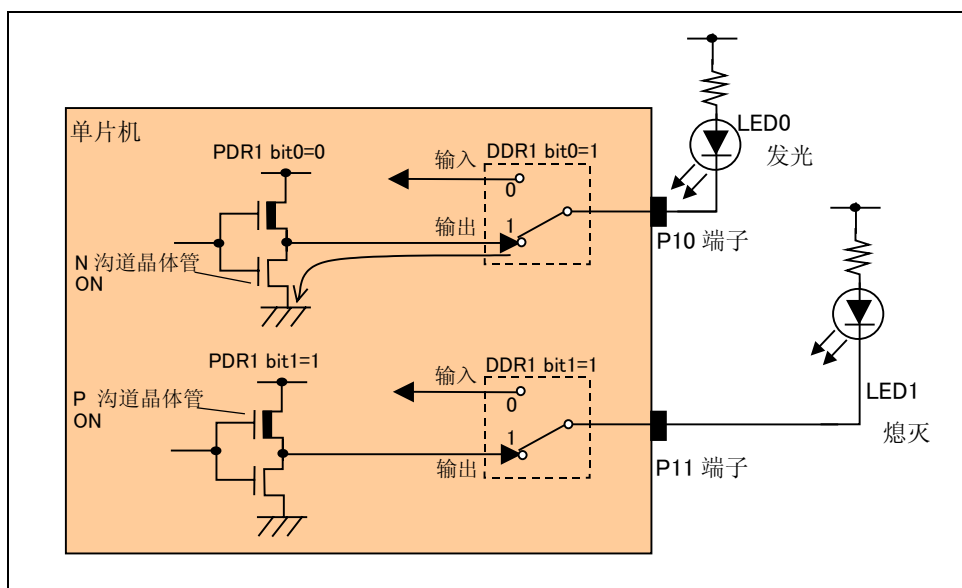 单片机
PDR1 bit0=0
输入
DDR1 bit0=1
0
输出
1
N 沟道晶体管
ON
LED0
发光
P10 端子
PDR1 bit1=1
输入
DDR1 bit1=1
0
P 沟道晶体管
ON
1
输出
LED1
熄灭
P11 端子